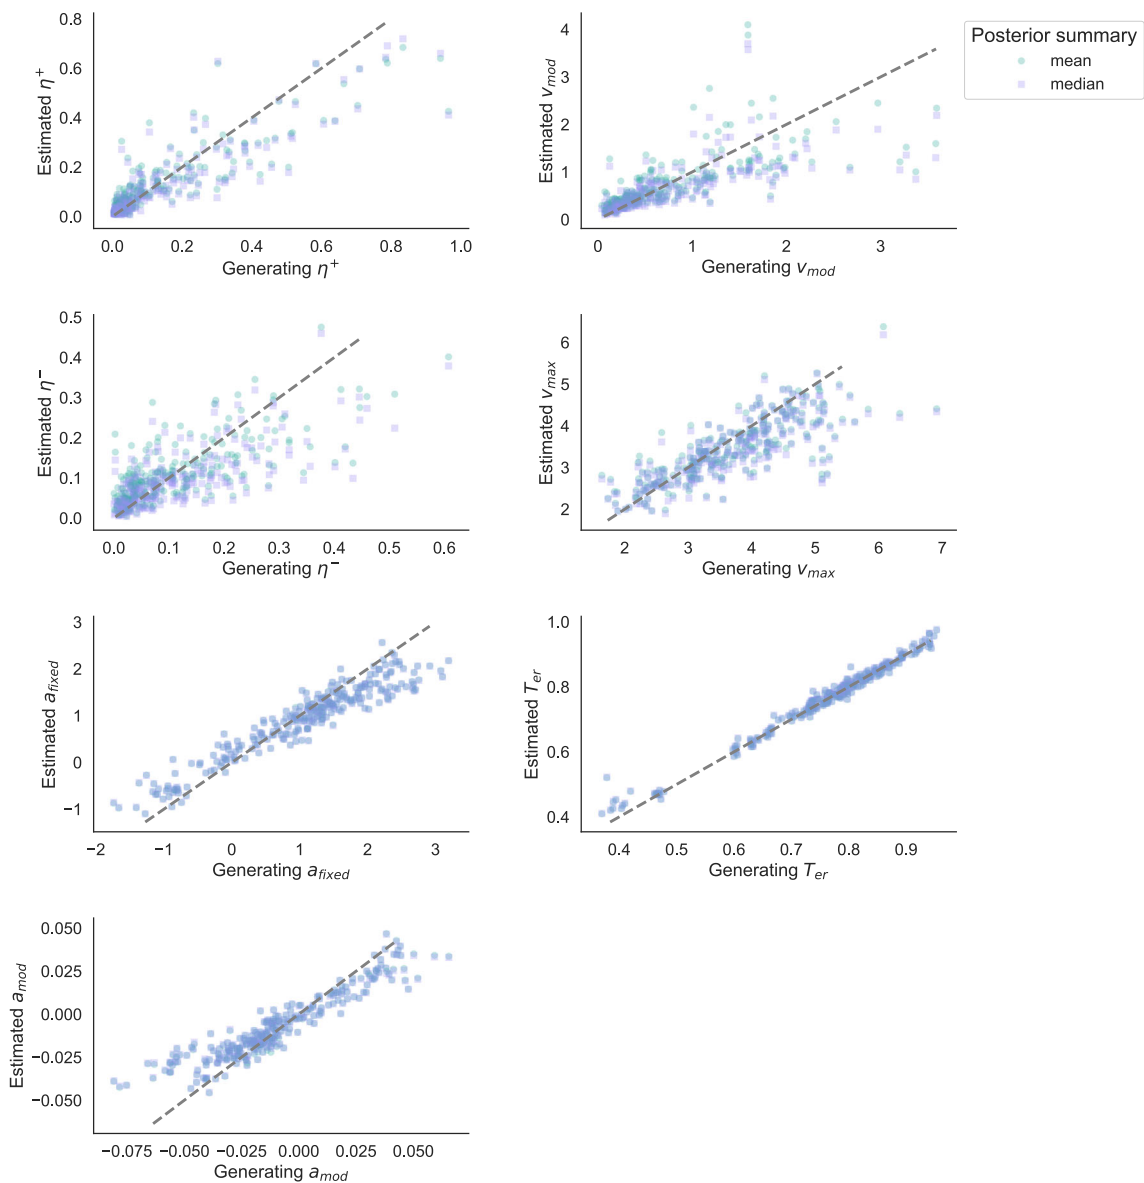 0.8
0.6
0.4
0.2
0.0
Estimated η⁺
0.0 0.2 0.4 0.6 0.8 1.0
Generating η⁺
4
3
2
1
0
Estimated v_mod
0 1 2 3
Generating v_mod
Posterior summary
mean
median
0.5
0.4
0.3
0.2
0.1
0.0
Estimated η⁻
0.0 0.1 0.2 0.3 0.4 0.5 0.6
Generating η⁻
6
5
4
3
2
Estimated v_max
2 3 4 5 6 7
Generating v_max
3
2
1
0
−1
Estimated a_fixed
−2 −1 0 1 2 3
Generating a_fixed
1.0
0.8
0.6
0.4
Estimated T_er
0.4 0.5 0.6 0.7 0.8 0.9
Generating T_er
0.050
0.025
0.000
−0.025
−0.050
Estimated a_mod
−0.075 −0.050 −0.025 0.000 0.025 0.050
Generating a_mod